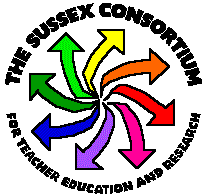 THE SUSSEX CONSORTIUM
FOR TEACHER EDUCATION AND RESEARCH